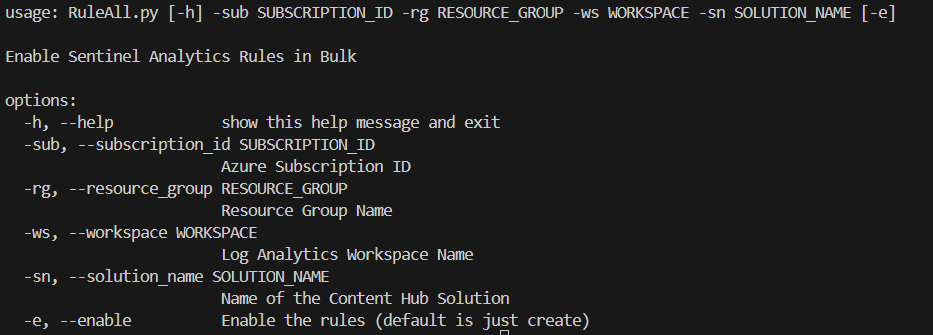 usage: RuleAll.py [-h] -sub SUBSCRIPTION_ID -rg RESOURCE_GROUP -ws WORKSPACE -sn SOLUTION_NAME [-e]
Enable Sentinel Analytics Rules in Bulk
options:
-h, --help show this help message and exit
-sub, --subscription_id SUBSCRIPTION_ID
Azure Subscription ID
-rg, --resource_group RESOURCE_GROUP
Resource Group Name
-ws, --workspace WORKSPACE
Log Analytics Workspace Name
-sn, --solution_name SOLUTION_NAME
Name of the Content Hub Solution
-e, --enable Enable the rules (default is just create)